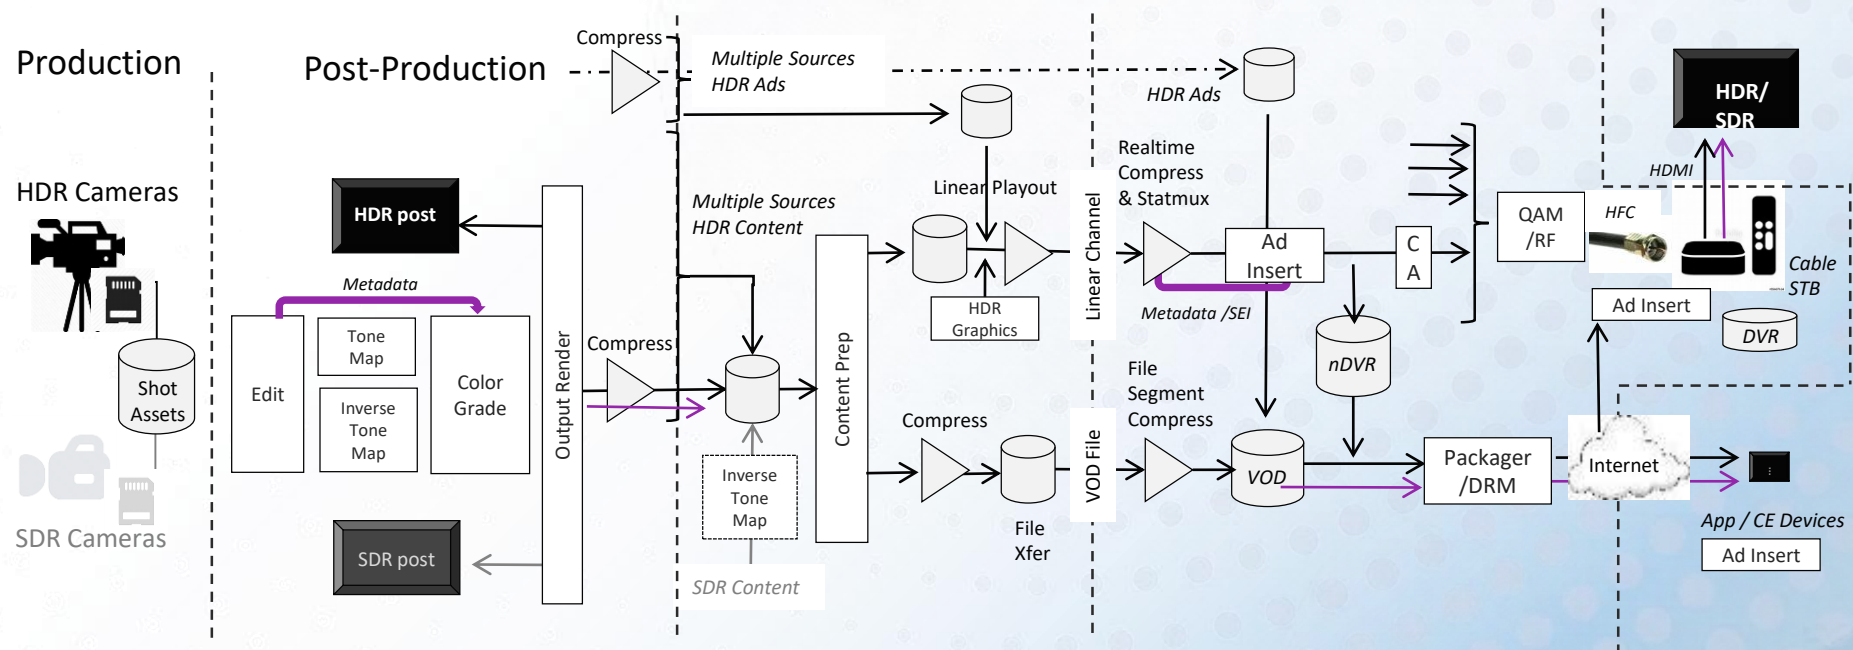 Production
Post-Production
Compress
Multiple Sources
HDR Ads
HDR Ads
HDR/
SDR
HDR Cameras
HDR post
Multiple Sources
HDR Content
Linear Playout
Linear Channel
Realtime
Compress
& Statmux
Ad
Insert
C
A
QAM
/RF
HFC
HDMI
Cable
STB
Metadata
Edit
Tone
Map
Inverse
Tone
Map
Color
Grade
Output Render
Compress
Content Prep
HDR
Graphics
Metadata /SEI
nDVR
Ad Insert
DVR
Shot
Assets
SDR Cameras
SDR post
Inverse
Tone
Map
SDR Content
Compress
File
Xfer
VOD File
File
Segment
Compress
VOD
Packager
/DRM
Internet
App / CE Devices
Ad Insert